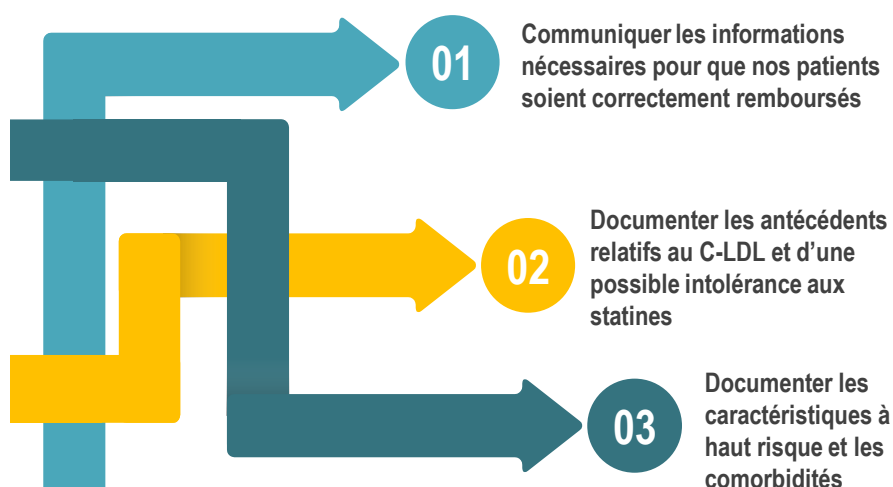 01
Communiquer les informations
nécessaires pour que nos patients
soient correctement remboursés
02
Documenter les antécédents
relatifs au C-LDL et d’une
possible intolérance aux
statines
03
Documenter les
caractéristiques à
haut risque et les
comorbidités